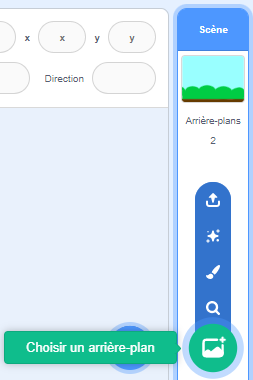 Scène
x x y y
Direction
Arrière-plans
2
Choisir un arrière-plan